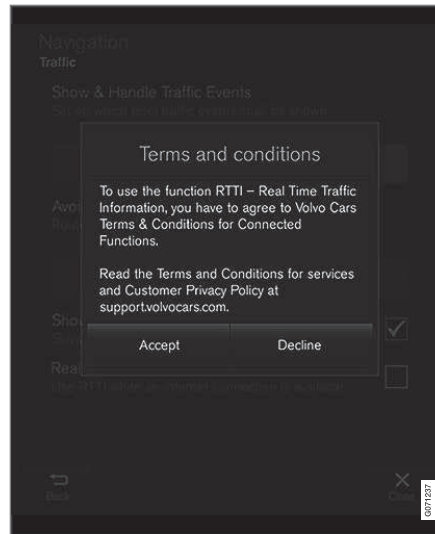 Navigation
Traffic
Show & Handle Traffic Events
Terms and conditions
To use the function RTTI – Real Time Traffic
Information, you have to agree to Volvo Cars
Terms & Conditions for Connected
Functions.
Read the Terms and Conditions for services
and Customer Privacy Policy at
support.volvocars.com.
Accept Decline
Back Close
G071237